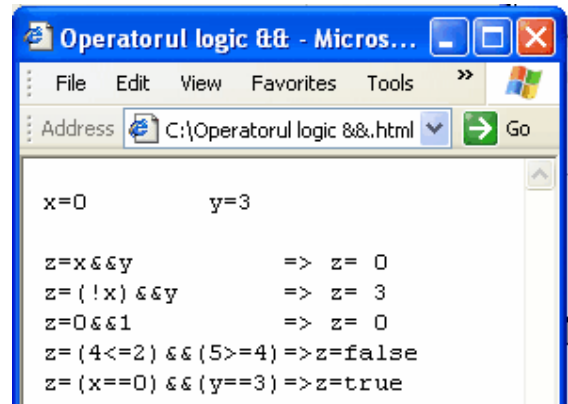 Operatorul logic && - Micros...
File Edit View Favorites Tools »
Address C:\Operatorul logic &&.html Go
x=0 y=3
z=x&&y => z= 0
z=(!x)&&y => z= 3
z=0&&1 => z= 0
z=(4<=2)&&(5>=4)=>z=false
z=(x==0)&&(y==3)=>z=true